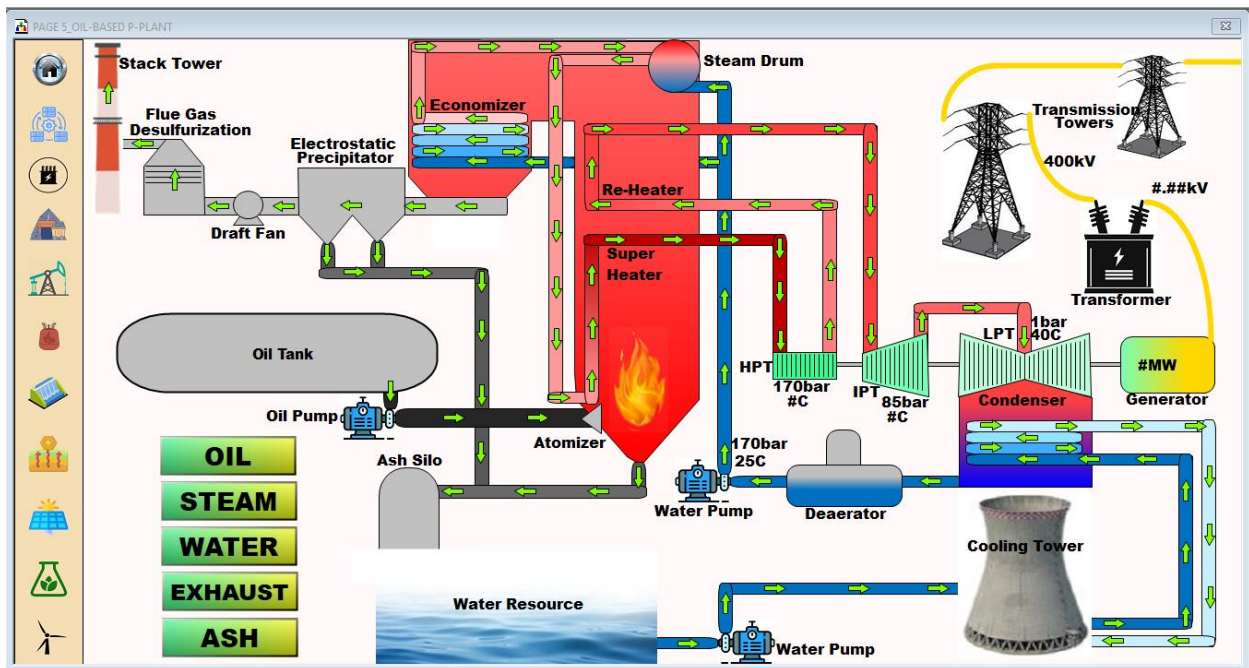 PAGE 5_OIL-BASED P-PLANT
Stack Tower
Flue Gas
Desulfurization
Electrostatic
Precipitator
Economizer
Steam Drum
Transmission
Towers
400kV
#.##kV
Re-Heater
Draft Fan
Super
Heater
Transformer
Oil Tank
HPT
170bar
#C
IPT
85bar
#C
LPT
1bar
40C
#MW
Generator
Condenser
Oil Pump
Atomizer
170bar
25C
Ash Silo
Water Pump
Deaerator
OIL
STEAM
WATER
EXHAUST
ASH
Cooling Tower
Water Resource
Water Pump